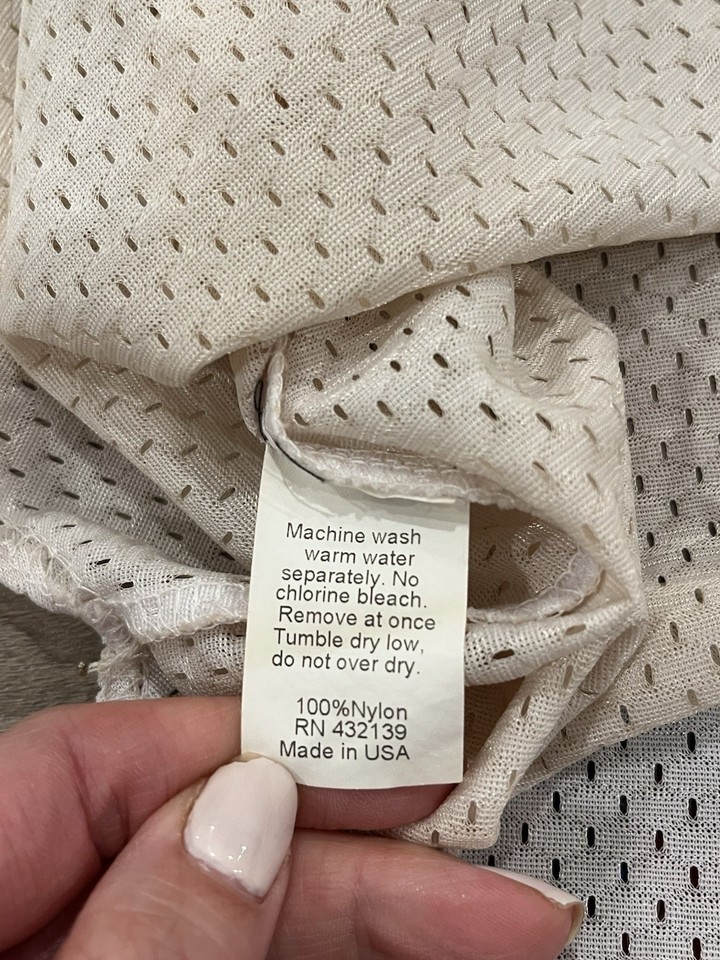 Machine wash
warm water
separately. No
chlorine bleach.
Remove at once
Tumble dry low,
do not over dry.
100%Nylon
RN 432139
Made in USA